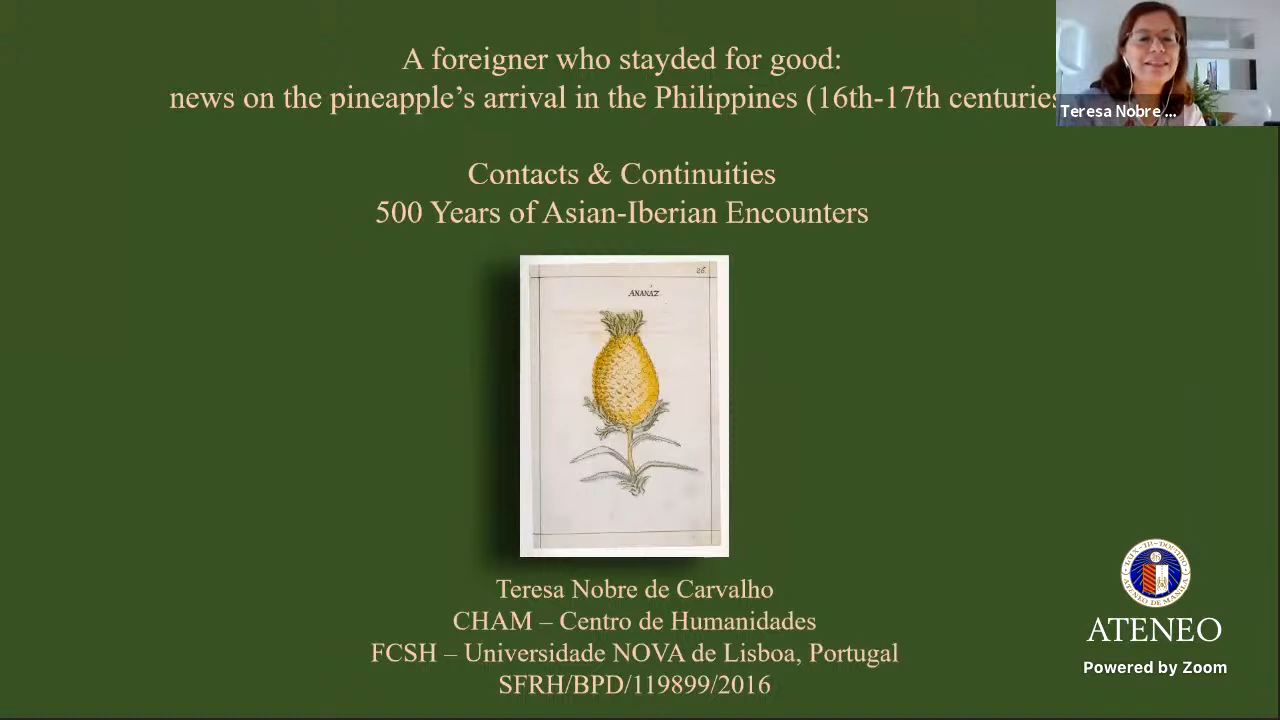 A foreigner who stayded for good:
news on the pineapple’s arrival in the Philippines (16th-17th centuries
Teresa Nobre ...
Contacts & Continuities
500 Years of Asian-Iberian Encounters
26
ANANÁZ
Teresa Nobre de Carvalho
CHAM – Centro de Humanidades
FCSH – Universidade NOVA de Lisboa, Portugal
SFRH/BPD/119899/2016
ATENEO
Powered by Zoom